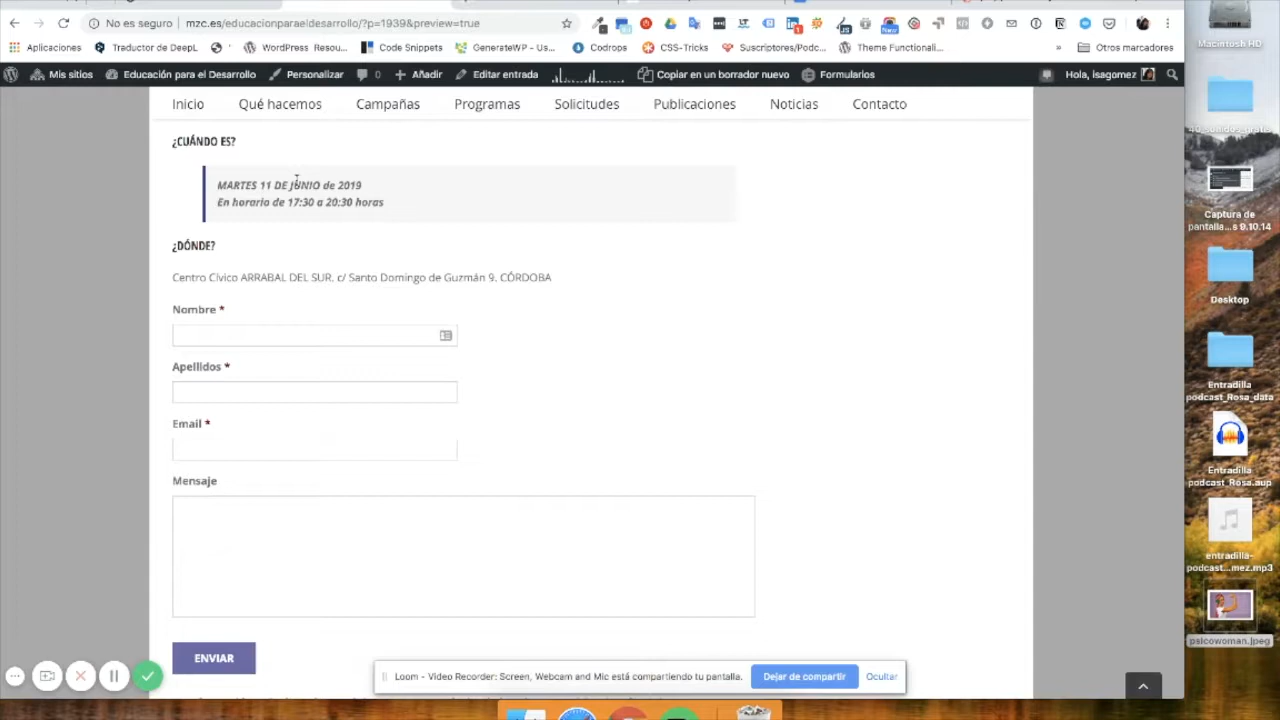 No es seguro mzc.es/educacionparaeldesarrollo/?p=1939&preview=true
Aplicaciones Traductor de DeepL WordPress Resou... Code Snippets GenerateWP - Us... Codrops CSS-Tricks Suscriptores/Podc... Theme Functionali... » Otros marcadores
Mis sitios Educación para el Desarrollo Personalizar 0 Añadir Editar entrada Copiar en un borrador nuevo Formularios Hola, isagomez
Inicio Qué hacemos Campañas Programas Solicitudes Publicaciones Noticias Contacto
¿CUÁNDO ES?
MARTES 11 DE JUNIO de 2019
En horario de 17:30 a 20:30 horas
¿DÓNDE?
Centro Cívico ARRABAL DEL SUR. c/ Santo Domingo de Guzmán 9. CÓRDOBA
Nombre *
Apellidos *
Email *
Mensaje
ENVIAR
Loom - Video Recorder: Screen, Webcam and Mic está compartiendo tu pantalla. Dejar de compartir Ocultar
Macintosh HD
40_sonidos_gratis
Captura de
pantalla...s 9.10.14
Desktop
Entradilla
podcast_Rosa_data
Entradilla
podcast_Rosa.aup
entradilla-
podcast...mez.mp3
psicowoman.jpeg